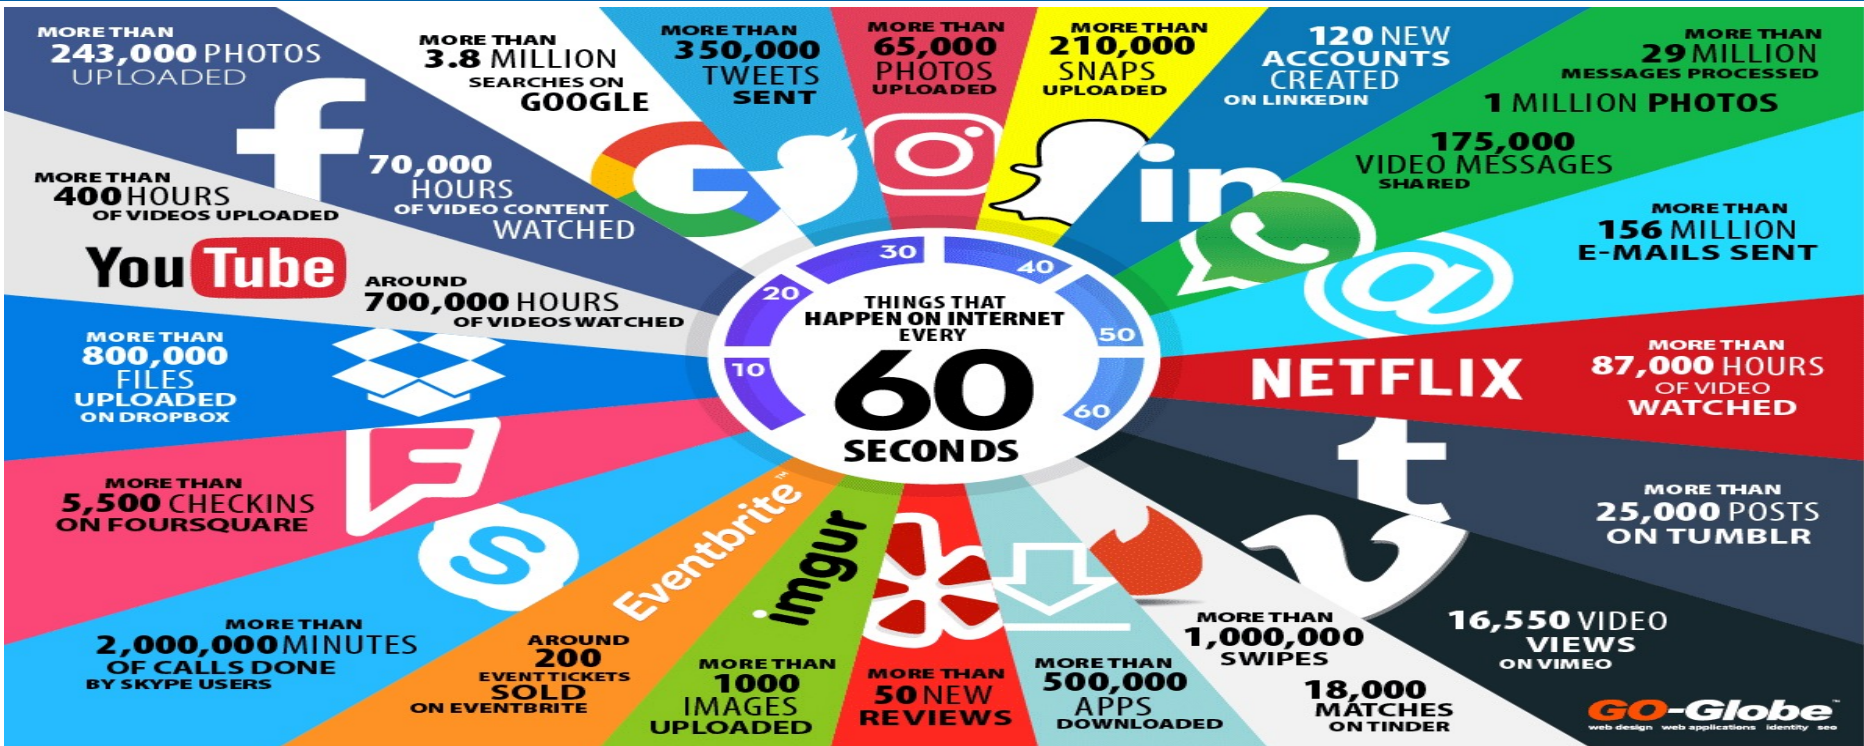 MORE THAN
243,000 PHOTOS
UPLOADED
f
70,000
HOURS
OF VIDEO CONTENT
WATCHED
MORE THAN
3.8 MILLION
SEARCHES ON
GOOGLE
G
MORE THAN
350,000
TWEETS
SENT
MORE THAN
65,000
PHOTOS
UPLOADED
MORE THAN
210,000
SNAPS
UPLOADED
120 NEW
ACCOUNTS
CREATED
ON LINKEDIN
in
MORE THAN
29 MILLION
MESSAGES PROCESSED
1 MILLION PHOTOS
175,000
VIDEO MESSAGES
SHARED
MORE THAN
156 MILLION
E-MAILS SENT
@
NETFLIX
MORE THAN
87,000 HOURS
OF VIDEO
WATCHED
t
MORE THAN
25,000 POSTS
ON TUMBLR
v
16,550 VIDEO
VIEWS
ON VIMEO
MORE THAN
1,000,000
SWIPES
18,000
MATCHES
ON TINDER
MORE THAN
500,000
APPS
DOWNLOADED
MORE THAN
50 NEW
REVIEWS
imgur
MORE THAN
1000
IMAGES
UPLOADED
Eventbrite™
AROUND
200
EVENT TICKETS
SOLD
ON EVENTBRITE
S
MORE THAN
2,000,000 MINUTES
OF CALLS DONE
BY SKYPE USERS
F
MORE THAN
5,500 CHECKINS
ON FOURSQUARE
MORE THAN
800,000
FILES
UPLOADED
ON DROPBOX
MORE THAN
400 HOURS
OF VIDEOS UPLOADED
YouTube
AROUND
700,000 HOURS
OF VIDEOS WATCHED
10
20
30
40
50
60
THINGS THAT
HAPPEN ON INTERNET
EVERY
60
SECONDS
GO-Globe™
web design web applications identity seo